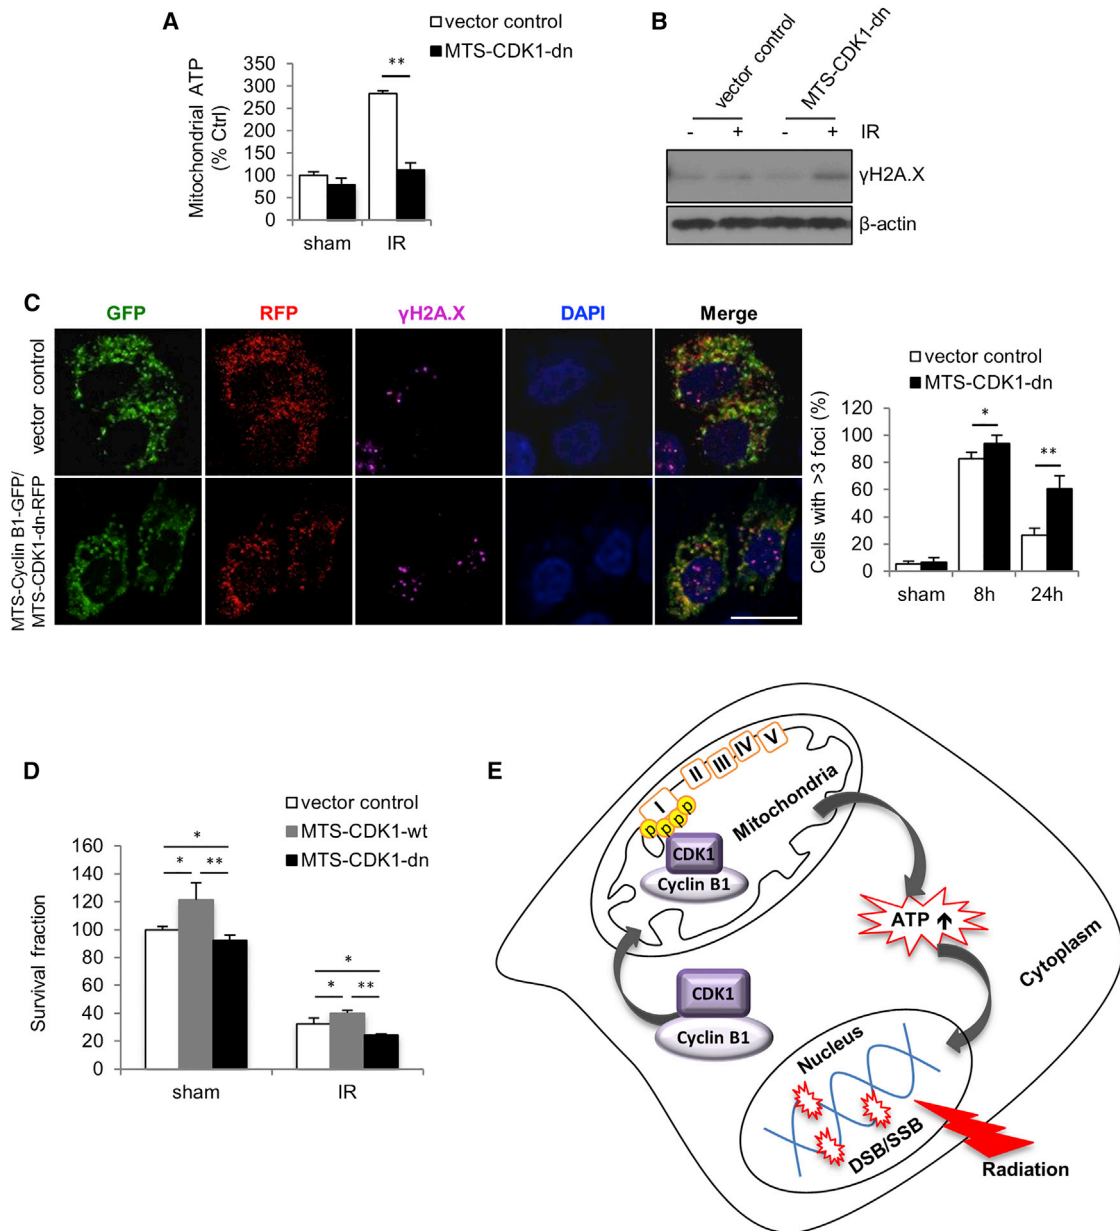 A
vector control
MTS-CDK1-dn
Mitochondrial ATP
(% Ctrl)
350
300
250
200
150
100
50
0
**
sham
IR
B
vector control
MTS-CDK1-dn
- + - + IR
γH2A.X
β-actin
C
GFP RFP γH2A.X DAPI Merge
vector control
MTS-Cyclin B1-GFP/
MTS-CDK1-dn-RFP
vector control
MTS-CDK1-dn
Cells with >3 foci (%)
120
100
80
60
40
20
0
*
**
sham 8h 24h
D
vector control
MTS-CDK1-wt
MTS-CDK1-dn
Survival fraction
160
140
120
100
80
60
40
20
0
*
* **
*
* **
sham IR
E
I II III IV V
p p p p
Mitochondria
CDK1
Cyclin B1
ATP
Cytoplasm
CDK1
Cyclin B1
Nucleus
DSB/SSB
Radiation